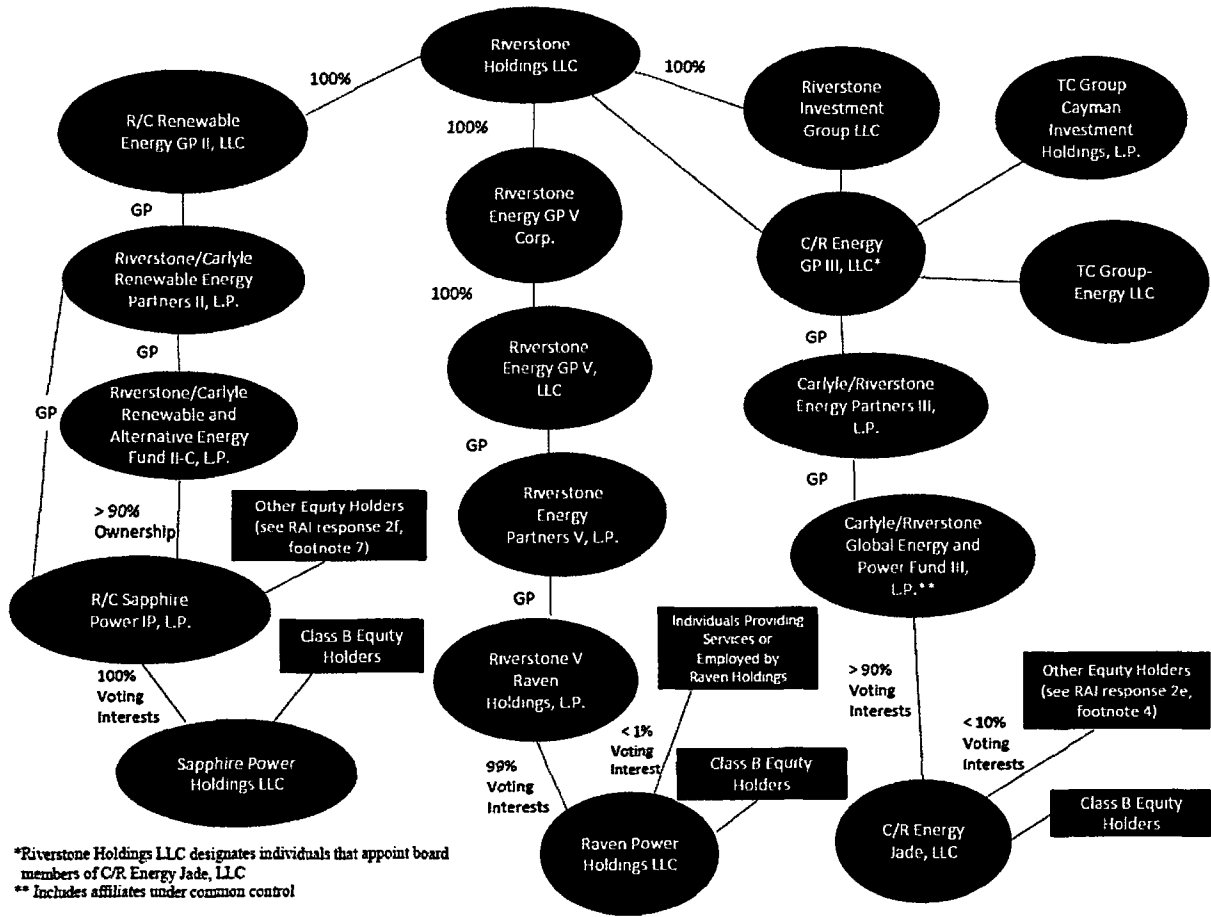 Riverstone
Holdings LLC
100%
100%
100%
R/C Renewable
Energy GP II, LLC
GP
Riverstone/Carlyle
Renewable Energy
Partners II, L.P.
GP
GP
Riverstone/Carlyle
Renewable and
Alternative Energy
Fund II-C, L.P.
> 90%
Ownership
Other Equity Holders
(see RAI response 2f,
footnote 7)
R/C Sapphire
Power IP, L.P.
Class B Equity
Holders
100%
Voting
Interests
Sapphire Power
Holdings LLC
Riverstone
Energy GP V
Corp.
100%
Riverstone
Energy GP V,
LLC
GP
Riverstone
Energy
Partners V, L.P.
GP
Riverstone V
Raven
Holdings, L.P.
Individuals Providing
Services or
Employed by
Raven Holdings
99%
Voting
Interests
< 1%
Voting
Interest
Class B Equity
Holders
Raven Power
Holdings LLC
Riverstone
Investment
Group LLC
TC Group
Cayman
Investment
Holdings, L.P.
C/R Energy
GP III, LLC*
TC Group-
Energy LLC
GP
Carlyle/Riverstone
Energy Partners III,
L.P.
GP
Carlyle/Riverstone
Global Energy and
Power Fund III,
L.P.**
> 90%
Voting
Interests
Other Equity Holders
(see RAI response 2e,
footnote 4)
< 10%
Voting
Interests
Class B Equity
Holders
C/R Energy
Jade, LLC
*Riverstone Holdings LLC designates individuals that appoint board
members of C/R Energy Jade, LLC
** Includes affiliates under common control